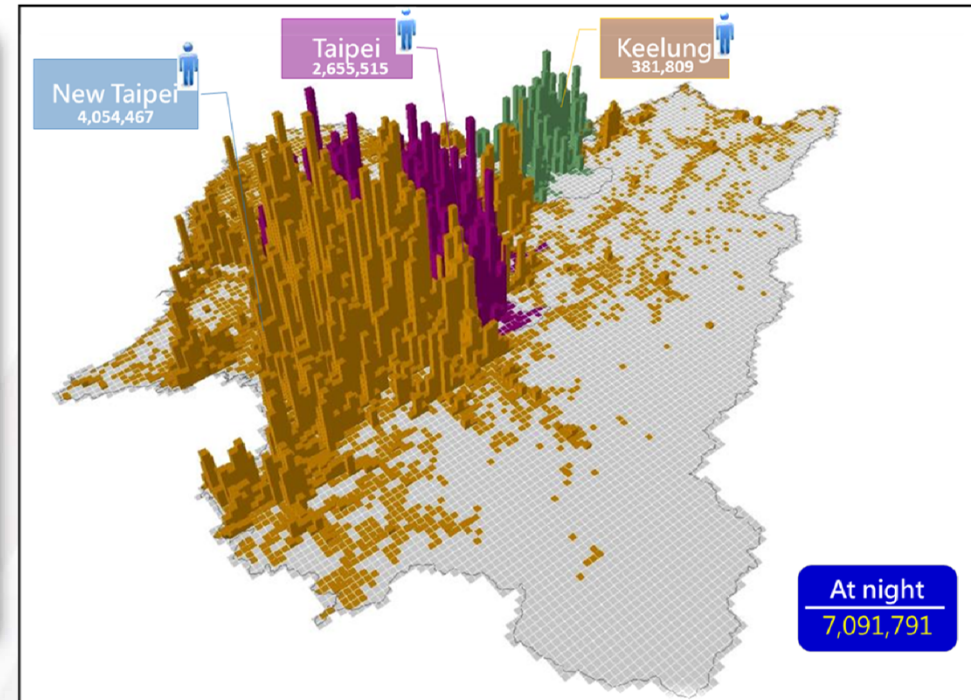 Taipei
2,655,515
Keelung
381,809
New Taipei
4,054,467
At night
7,091,791